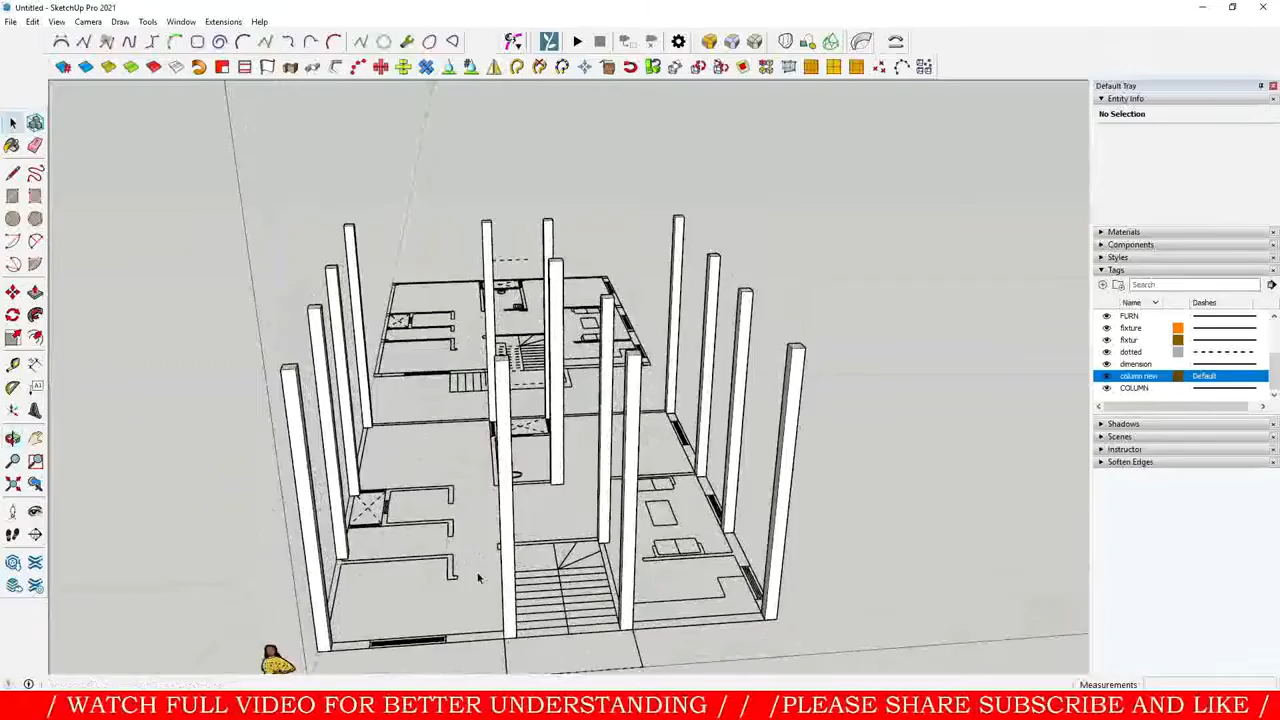 Untitled - SketchUp Pro 2021
File Edit View Camera Draw Tools Window Extensions Help
Default Tray
Entity Info
No Selection
Materials
Components
Styles
Tags
Search
Name Dashes
FURN
fixture
fixtur
dotted
dimension
column new Default
COLUMN
Shadows
Scenes
Instructor
Soften Edges
Measurements
/ WATCH FULL VIDEO FOR BETTER UNDERSTANDING / / /PLEASE SHARE SUBSCRIBE AND LIKE /